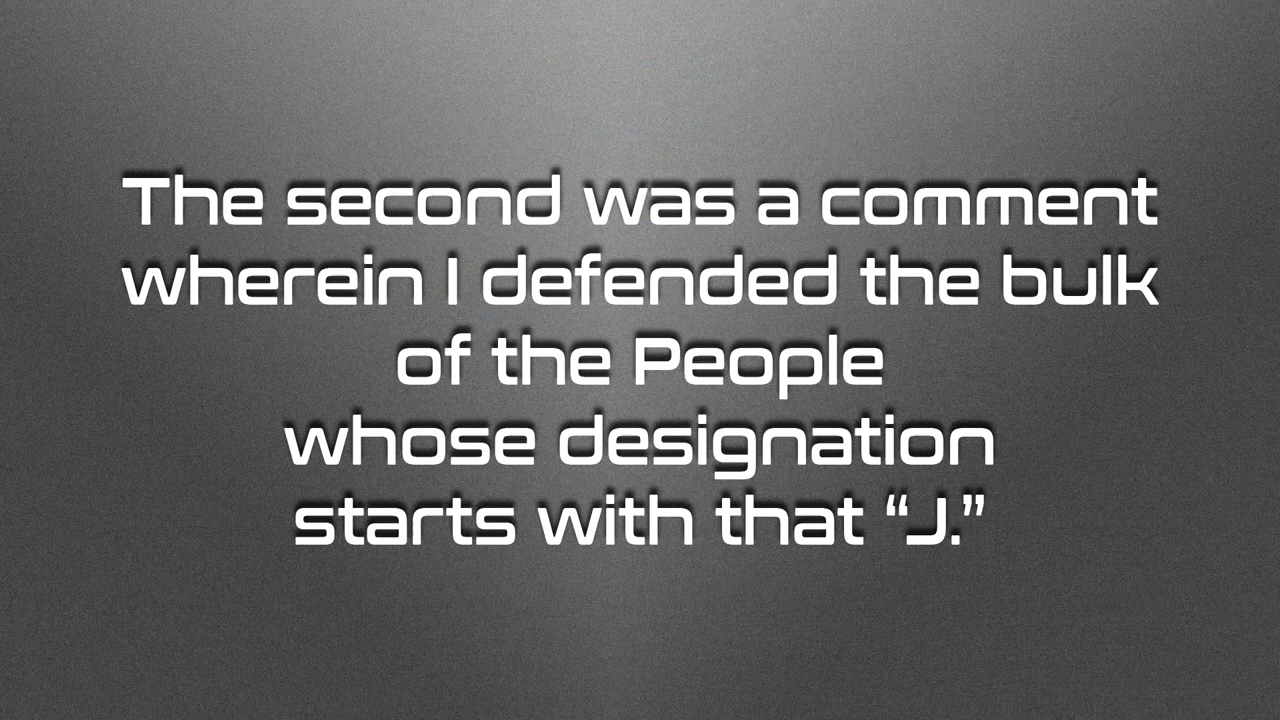 The second was a comment
wherein I defended the bulk
of the People
whose designation
starts with that “J.”